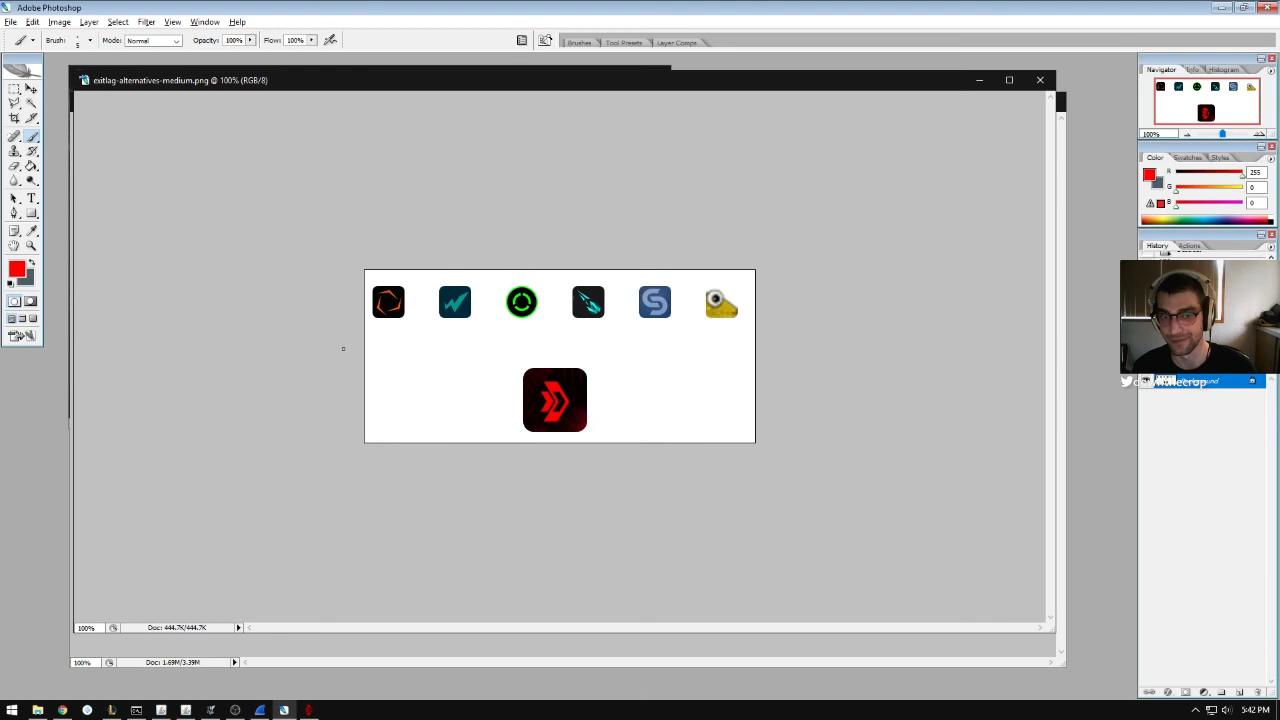 Adobe Photoshop
File Edit Image Layer Select Filter View Window Help
Brush: 5 Mode: Normal Opacity: 100% Flow: 100% Brushes Tool Presets Layer Comps
exitlag-alternatives-medium.png @ 100% (RGB/8)
Navigator Info Histogram
100%
Color Swatches Styles
R 255
G 0
B 0
History Actions
100% Doc: 444.7K/444.7K
100% Doc: 1.69M/3.39M
5:42 PM